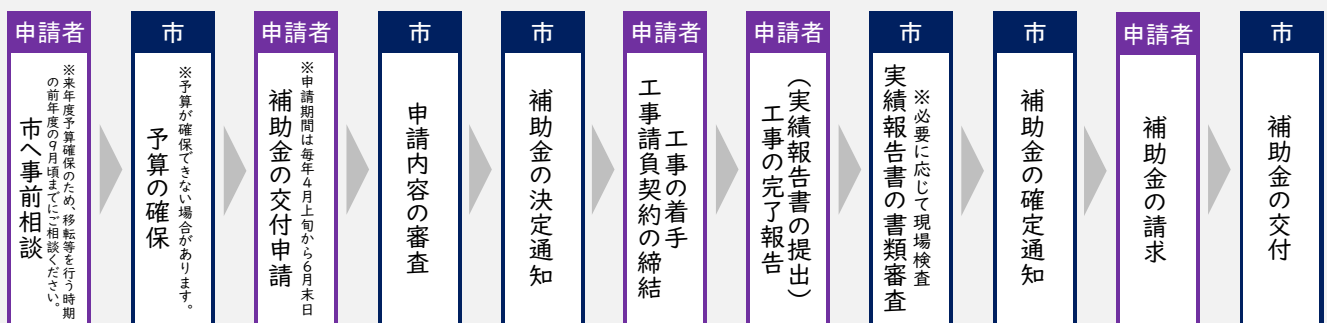 申請者
市へ事前相談
※来年度予算確保のため、移転等を行う時期
の前年度の9月頃までにご相談ください。
市
予算の確保
※予算が確保できない場合があります。
申請者
補助金の交付申請
※申請期間は毎年4月上旬から6月末日
市
申請内容の審査
市
補助金の決定通知
申請者
工事請負契約の締結
工事の着手
申請者
工事の完了報告
（実績報告書の提出）
市
実績報告書の書類審査
※必要に応じて現場検査
市
補助金の確定通知
申請者
補助金の請求
市
補助金の交付